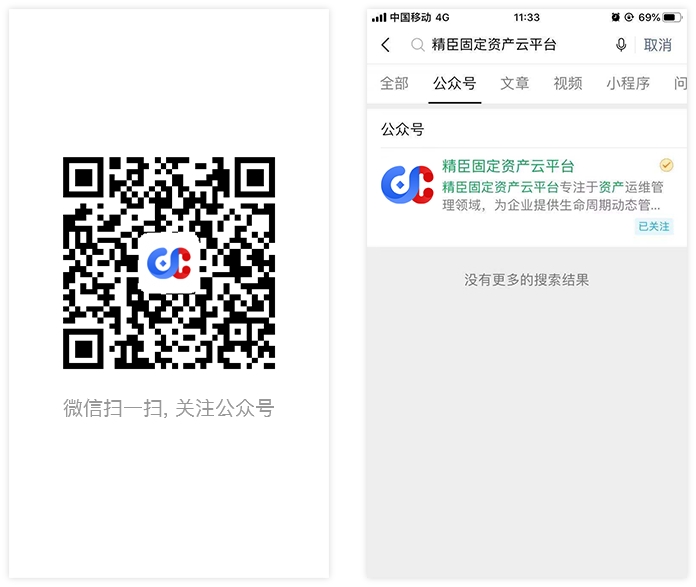 微信扫一扫, 关注公众号
中国移动 4G 11:33 69%
精臣固定资产云平台 取消
全部 公众号 文章 视频 小程序 问
公众号
精臣固定资产云平台
精臣固定资产云平台专注于资产运维管
理领域，为企业提供生命周期动态管...
已关注
没有更多的搜索结果